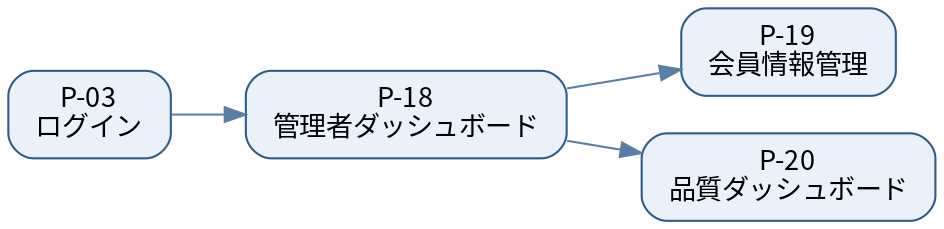 P-03
ログイン
P-18
管理者ダッシュボード
P-19
会員情報管理
P-20
品質ダッシュボード